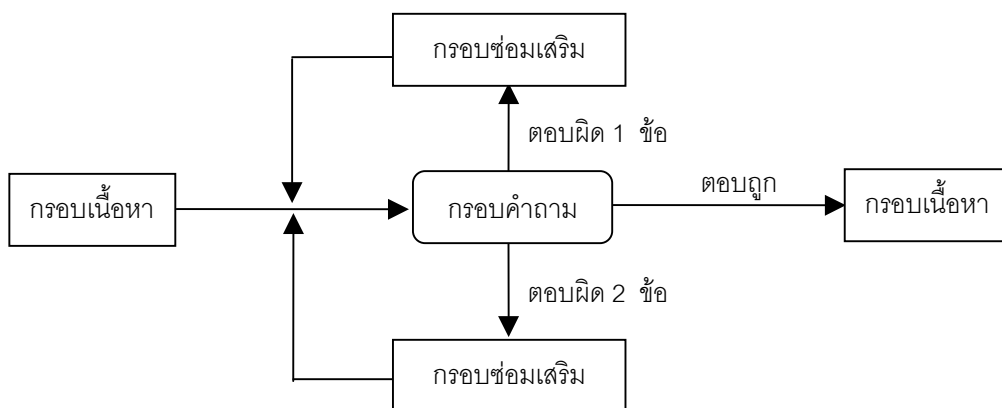 กรอบซ่อมเสริม
ตอบผิด 1 ข้อ
กรอบเนื้อหา
กรอบคำถาม
ตอบถูก
กรอบเนื้อหา
ตอบผิด 2 ข้อ
กรอบซ่อมเสริม